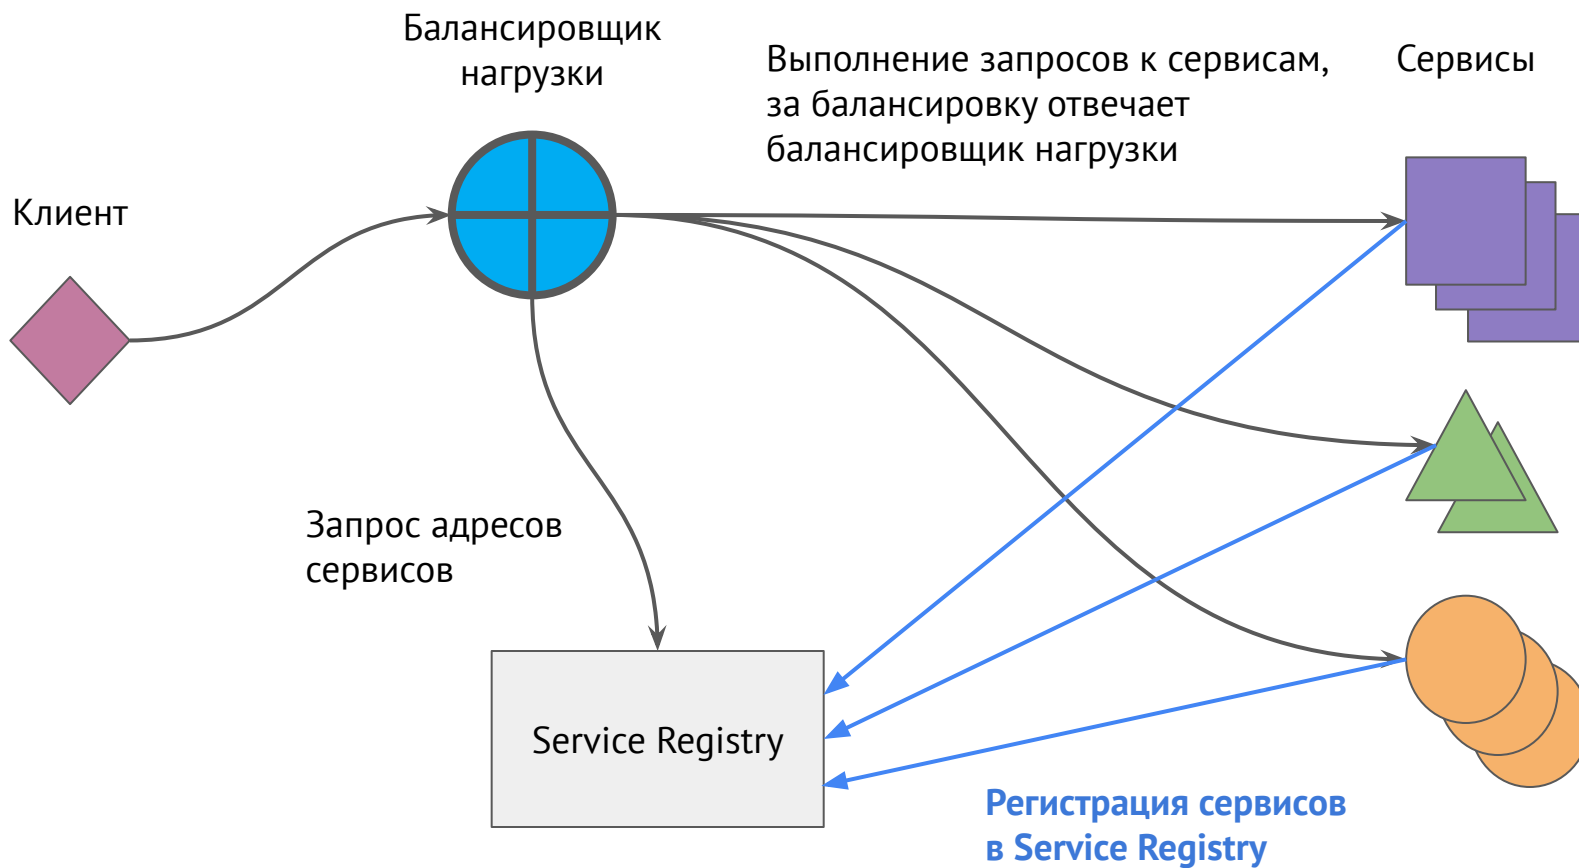 Балансировщик
нагрузки
Выполнение запросов к сервисам,
за балансировку отвечает
балансировщик нагрузки
Сервисы
Клиент
Запрос адресов
сервисов
Service Registry
Регистрация сервисов
в Service Registry